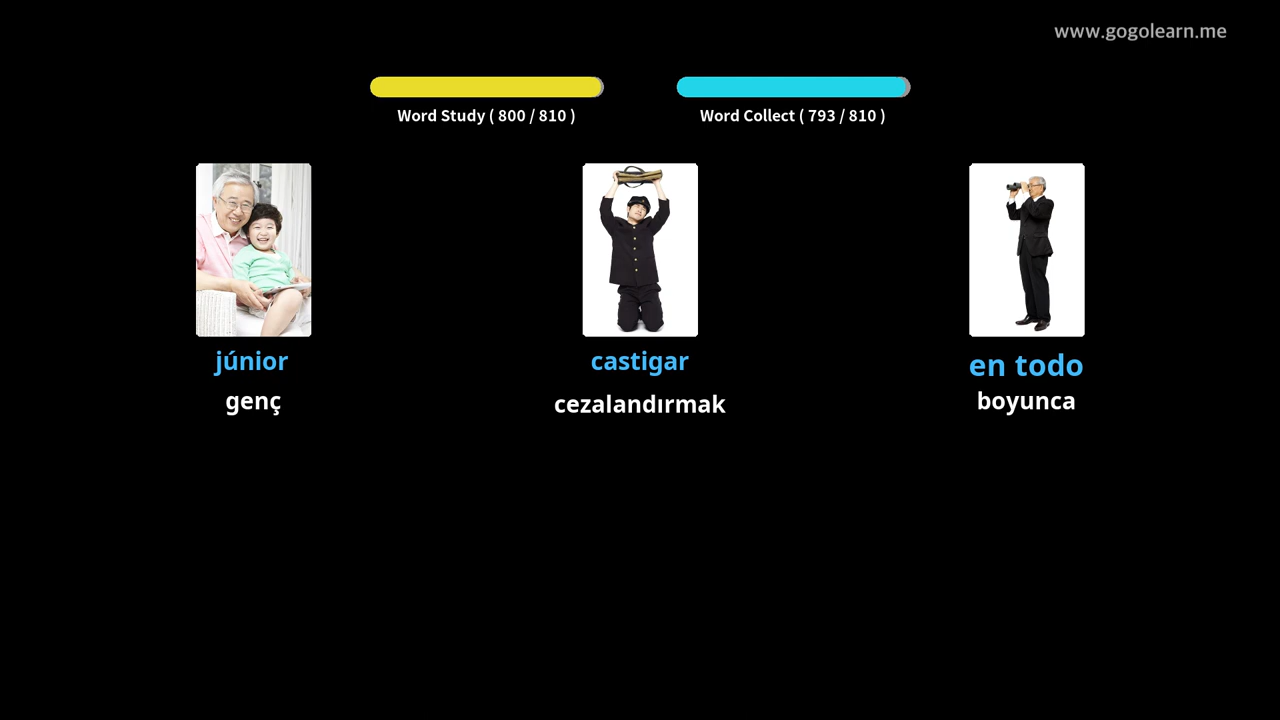 www.gogolearn.me
Word Study ( 800 / 810 )
Word Collect ( 793 / 810 )
júnior
genç
castigar
cezalandırmak
en todo
boyunca